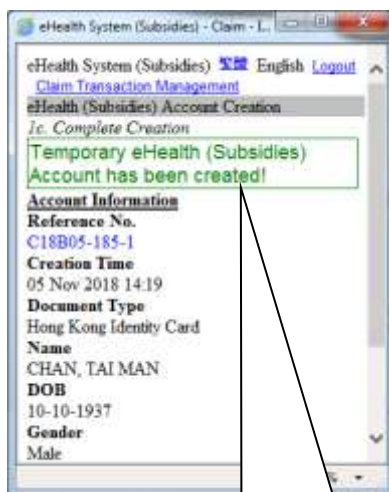 eHealth System (Subsidies) - Claim - I...
eHealth System (Subsidies) 繁體 English Logout
Claim Transaction Management
eHealth (Subsidies) Account Creation
1c. Complete Creation
Temporary eHealth (Subsidies)
Account has been created!
Account Information
Reference No.
C18B05-185-1
Creation Time
05 Nov 2018 14:19
Document Type
Hong Kong Identity Card
Name
CHAN, TAI MAN
DOB
10-10-1937
Gender
Male